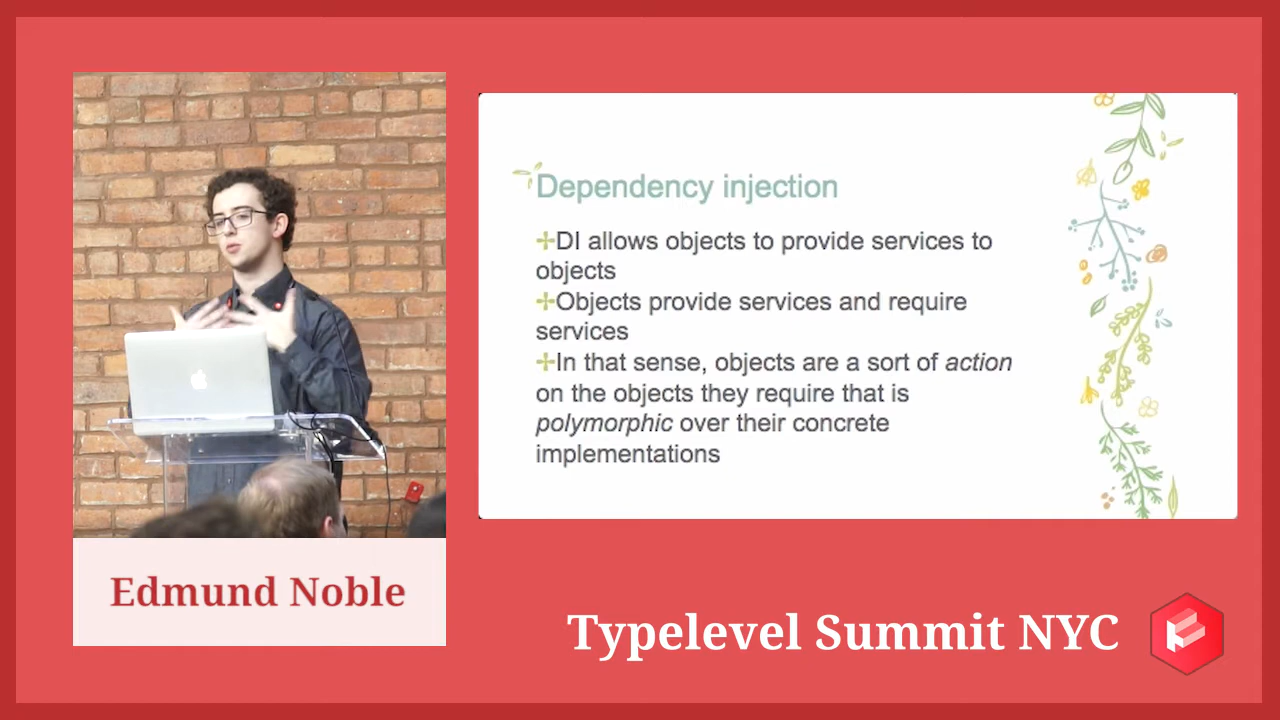 Dependency injection
✢DI allows objects to provide services to
objects
✢Objects provide services and require
services
✢In that sense, objects are a sort of action
on the objects they require that is
polymorphic over their concrete
implementations
Edmund Noble
Typelevel Summit NYC